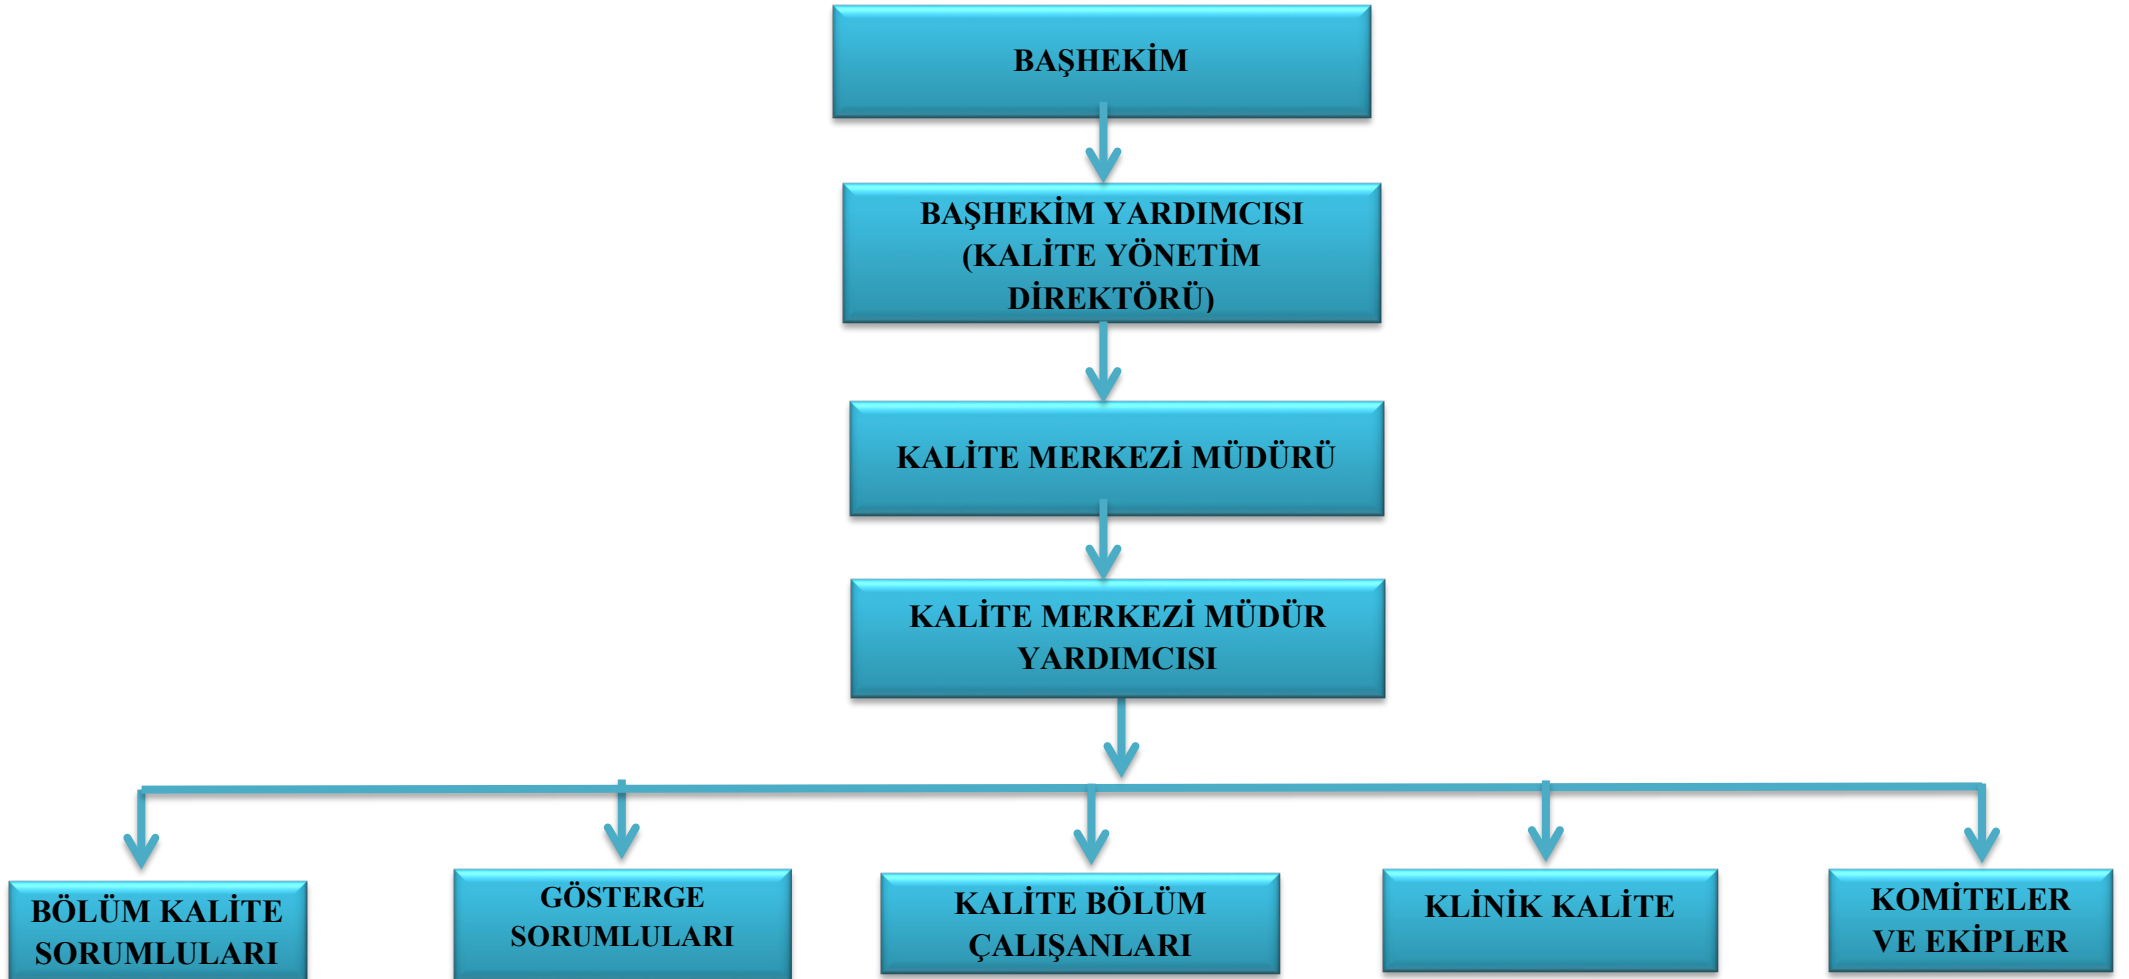 BAŞHEKİM
BAŞHEKİM YARDIMCISI
(KALİTE YÖNETİM
DİREKTÖRÜ)
KALİTE MERKEZİ MÜDÜRÜ
KALİTE MERKEZİ MÜDÜR
YARDIMCISI
BÖLÜM KALİTE
SORUMLULARI
GÖSTERGE
SORUMLULARI
KALİTE BÖLÜM
ÇALIŞANLARI
KLİNİK KALİTE
KOMİTELER
VE EKİPLER